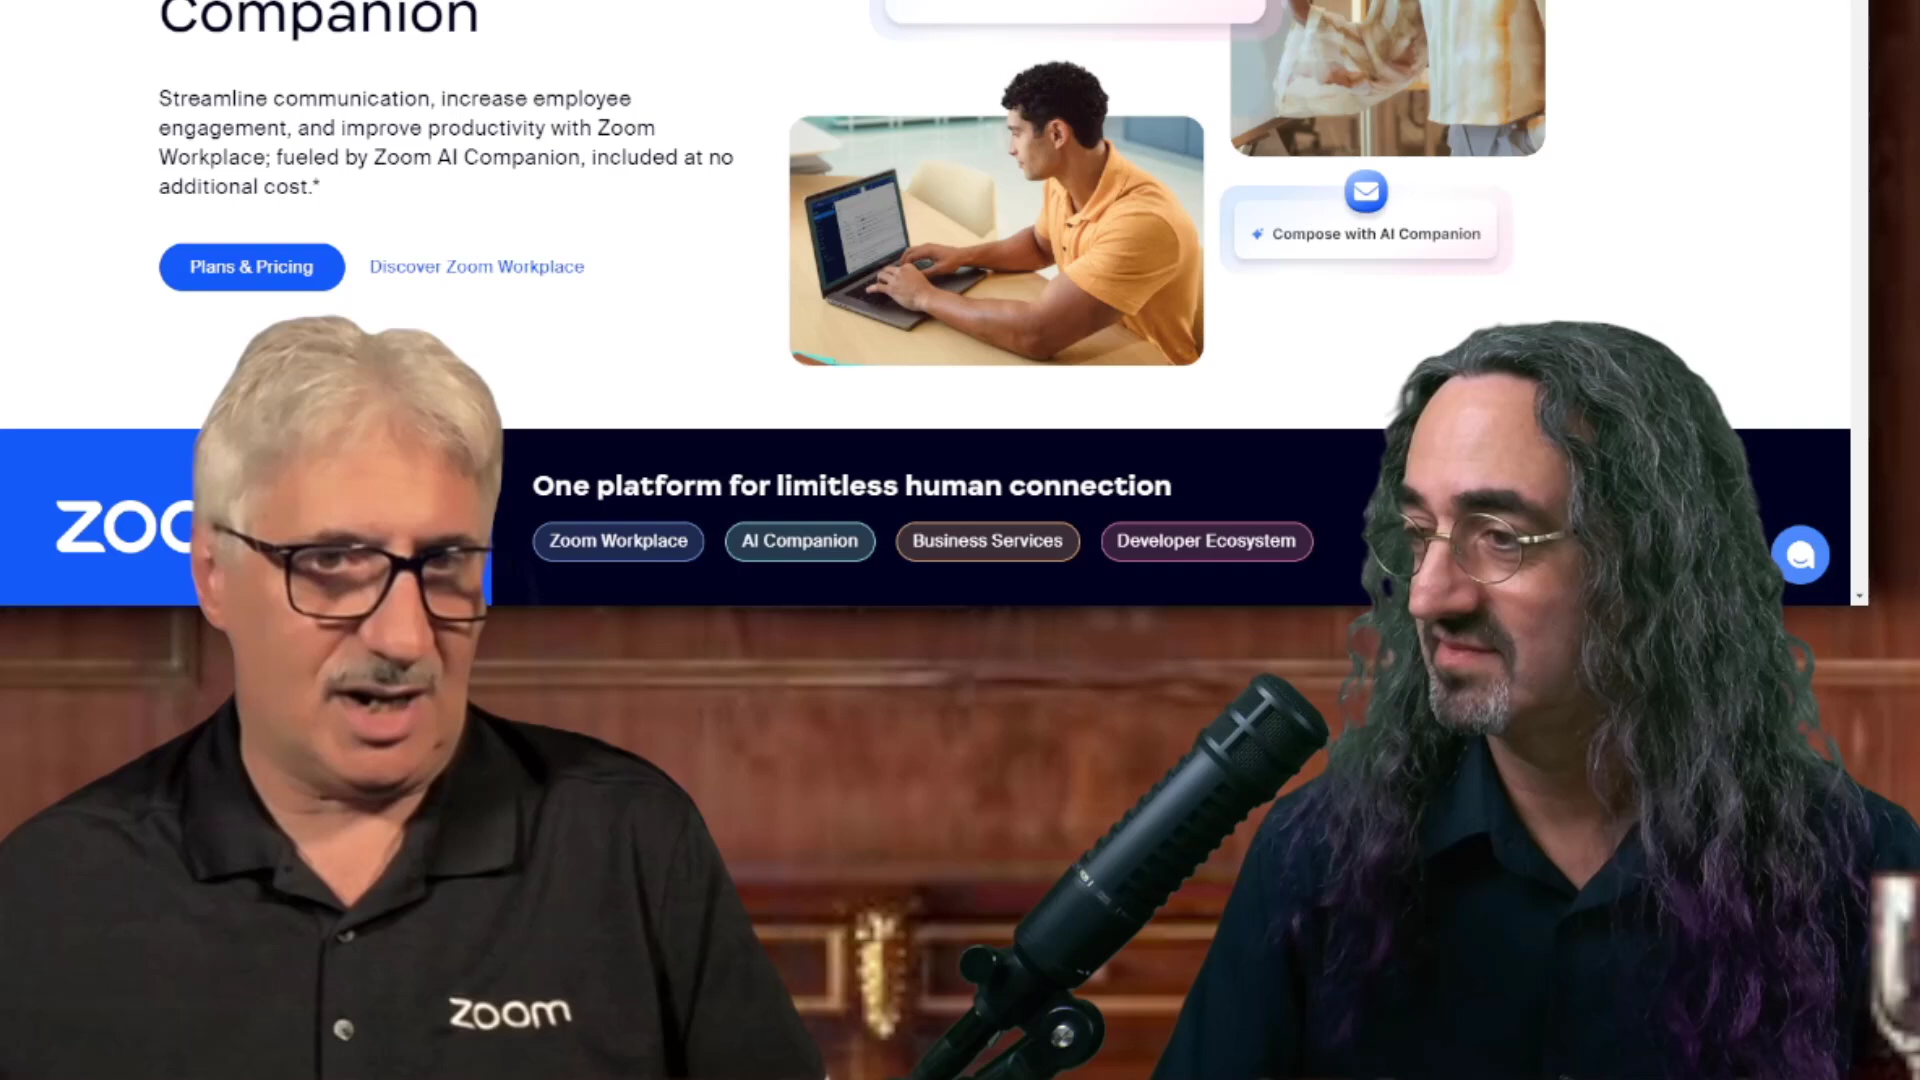 Companion
Streamline communication, increase employee
engagement, and improve productivity with Zoom
Workplace; fueled by Zoom AI Companion, included at no
additional cost.*
Plans & Pricing
Discover Zoom Workplace
Compose with AI Companion
One platform for limitless human connection
Zoom Workplace
AI Companion
Business Services
Developer Ecosystem
zoom